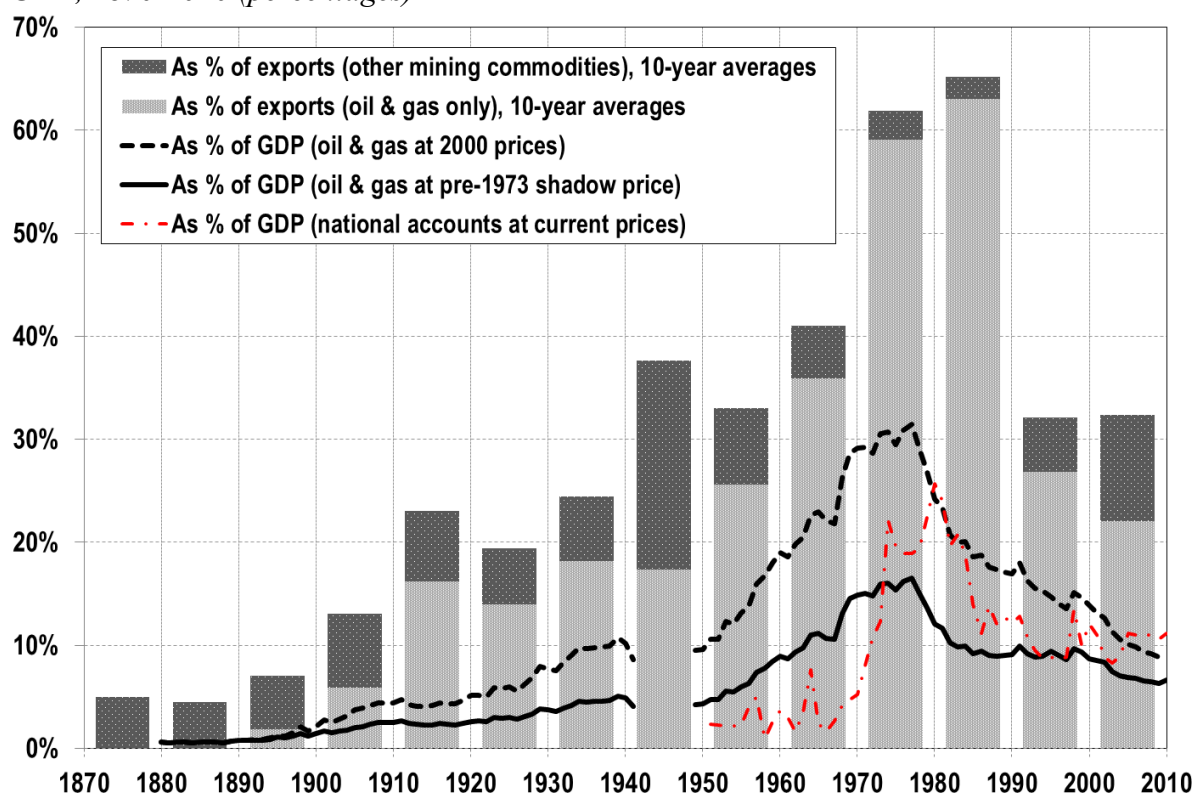 70%
As % of exports (other mining commodities), 10-year averages
As % of exports (oil & gas only), 10-year averages
As % of GDP (oil & gas at 2000 prices)
As % of GDP (oil & gas at pre-1973 shadow price)
As % of GDP (national accounts at current prices)
60%
50%
40%
30%
20%
10%
0%
1870 1880 1890 1900 1910 1920 1930 1940 1950 1960 1970 1980 1990 2000 2010